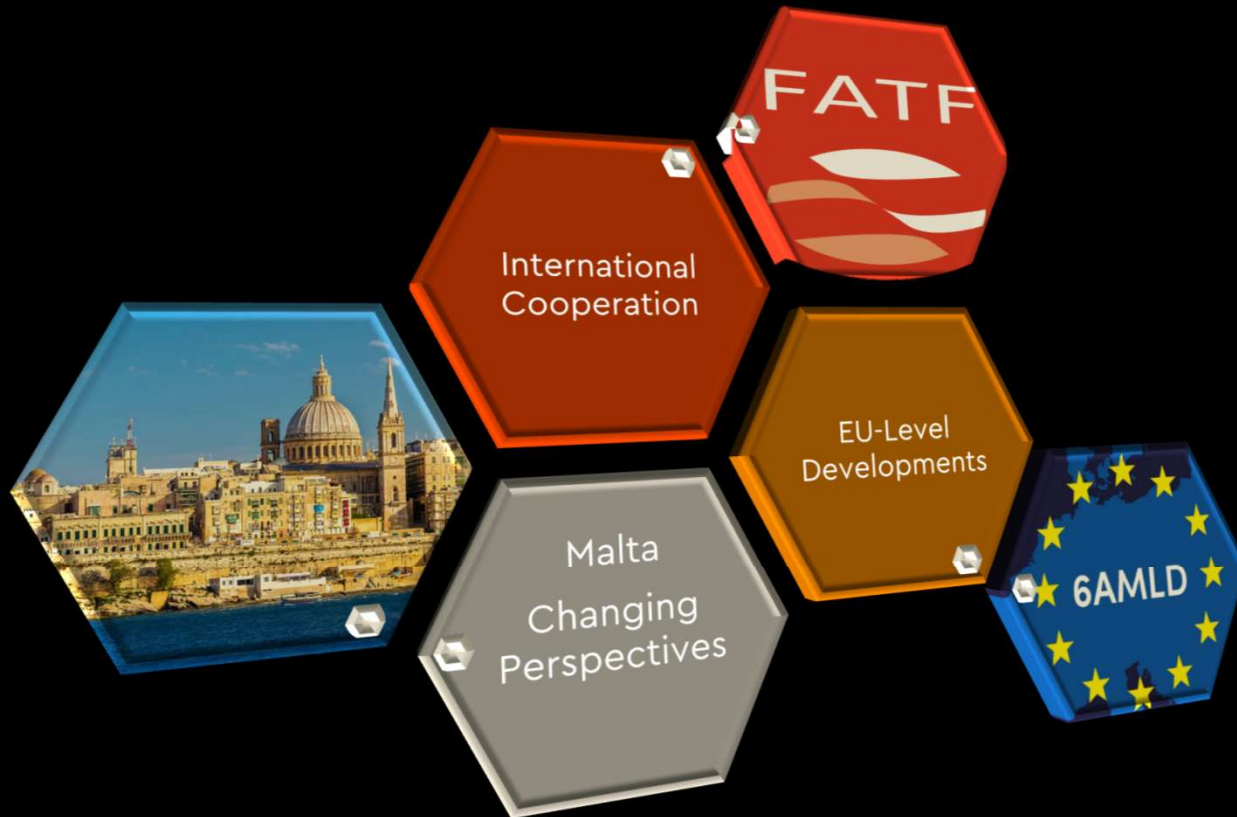 FATF
International
Cooperation
EU-Level
Developments
Malta
Changing
Perspectives
6AMLD